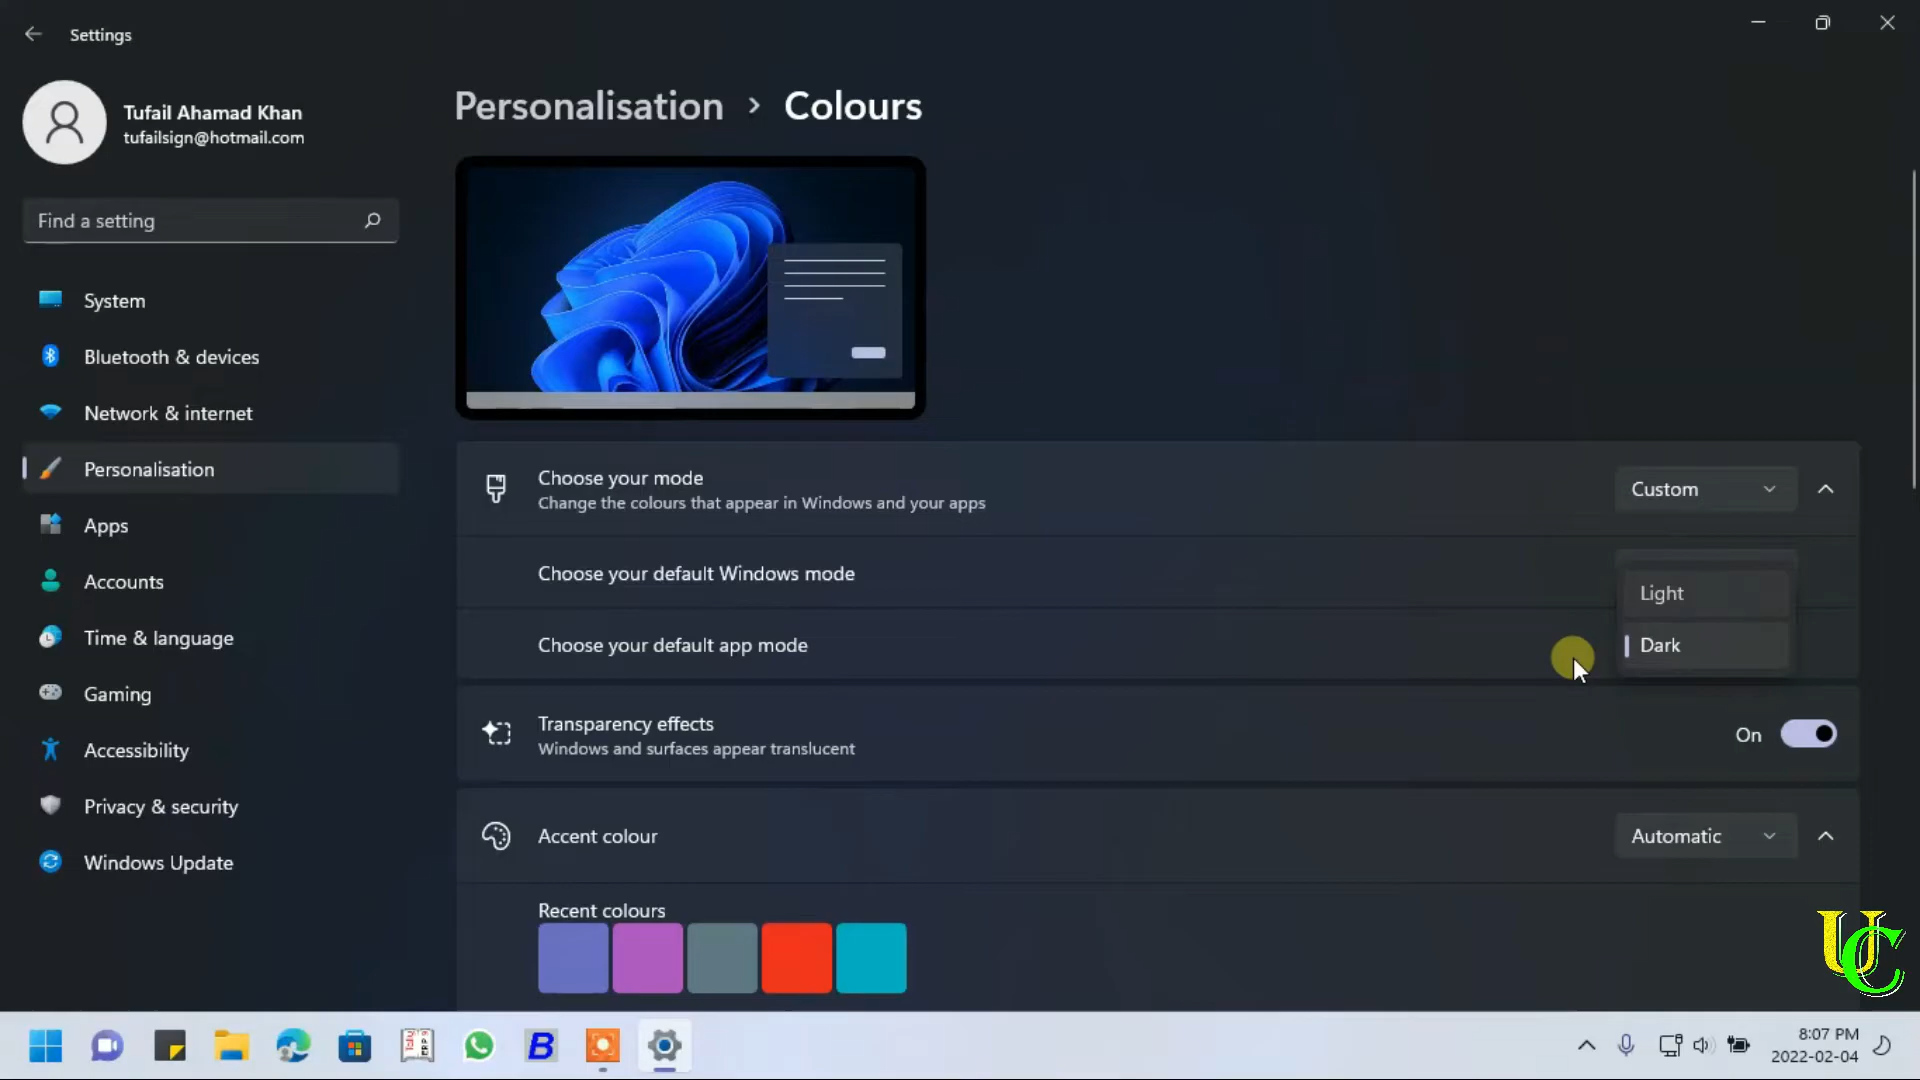 Settings
Tufail Ahamad Khan
tufailsign@hotmail.com
Find a setting
System
Bluetooth & devices
Network & internet
Personalisation
Apps
Accounts
Time & language
Gaming
Accessibility
Privacy & security
Windows Update
Personalisation > Colours
Choose your mode
Change the colours that appear in Windows and your apps
Custom
Choose your default Windows mode
Light
Choose your default app mode
Dark
Transparency effects
Windows and surfaces appear translucent
On
Accent colour
Automatic
Recent colours
UC
B
8:07 PM
2022-02-04